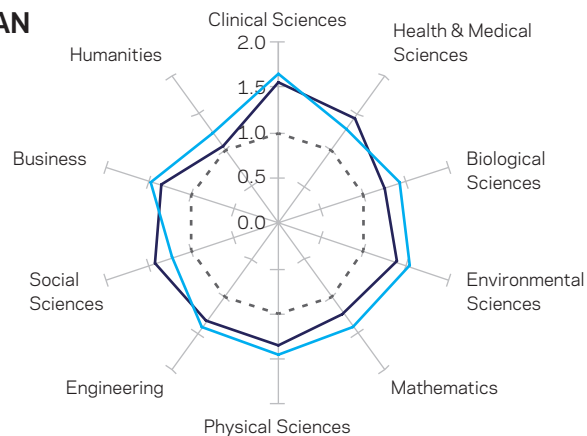 AN
Clinical Sciences
Health & Medical
Sciences
Humanities
2.0
1.5
1.0
0.5
0.0
Business
Biological
Sciences
Social
Sciences
Environmental
Sciences
Engineering
Mathematics
Physical Sciences